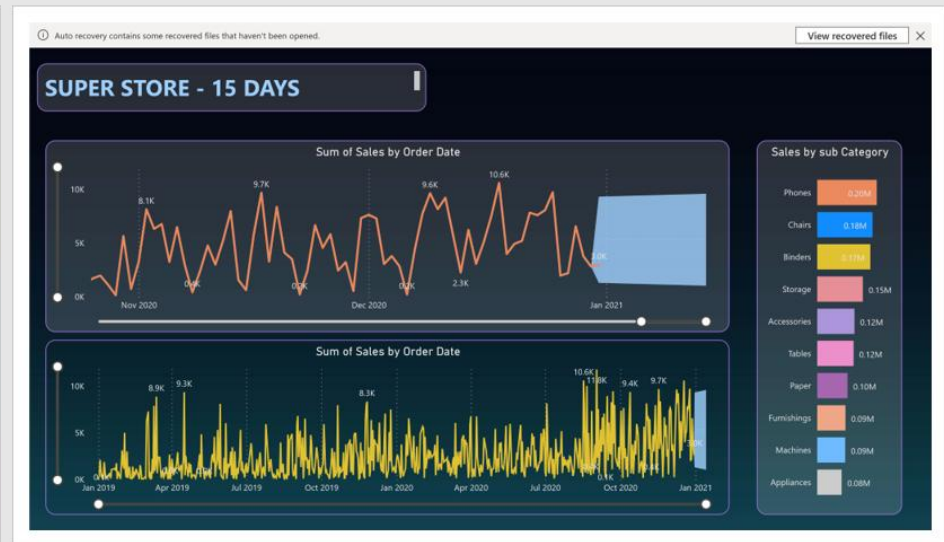 Auto recovery contains some recovered files that haven't been opened.
View recovered files
SUPER STORE - 15 DAYS
Sum of Sales by Order Date
10K
5K
0K
8.1K
9.7K
9.6K
10.6K
2.3K
Nov 2020
Dec 2020
Jan 2021
Sum of Sales by Order Date
10K
5K
0K
8.9K
9.3K
8.3K
10.6K
9.4K
9.7K
0.1K
Jan 2019
Apr 2019
Jul 2019
Oct 2019
Jan 2020
Apr 2020
Jul 2020
Oct 2020
Jan 2021
Sales by sub Category
Phones 0.20M
Chairs 0.18M
Binders
Storage 0.15M
Accessories 0.12M
Tables 0.12M
Paper 0.10M
Furnishings 0.09M
Machines 0.09M
Appliances 0.08M